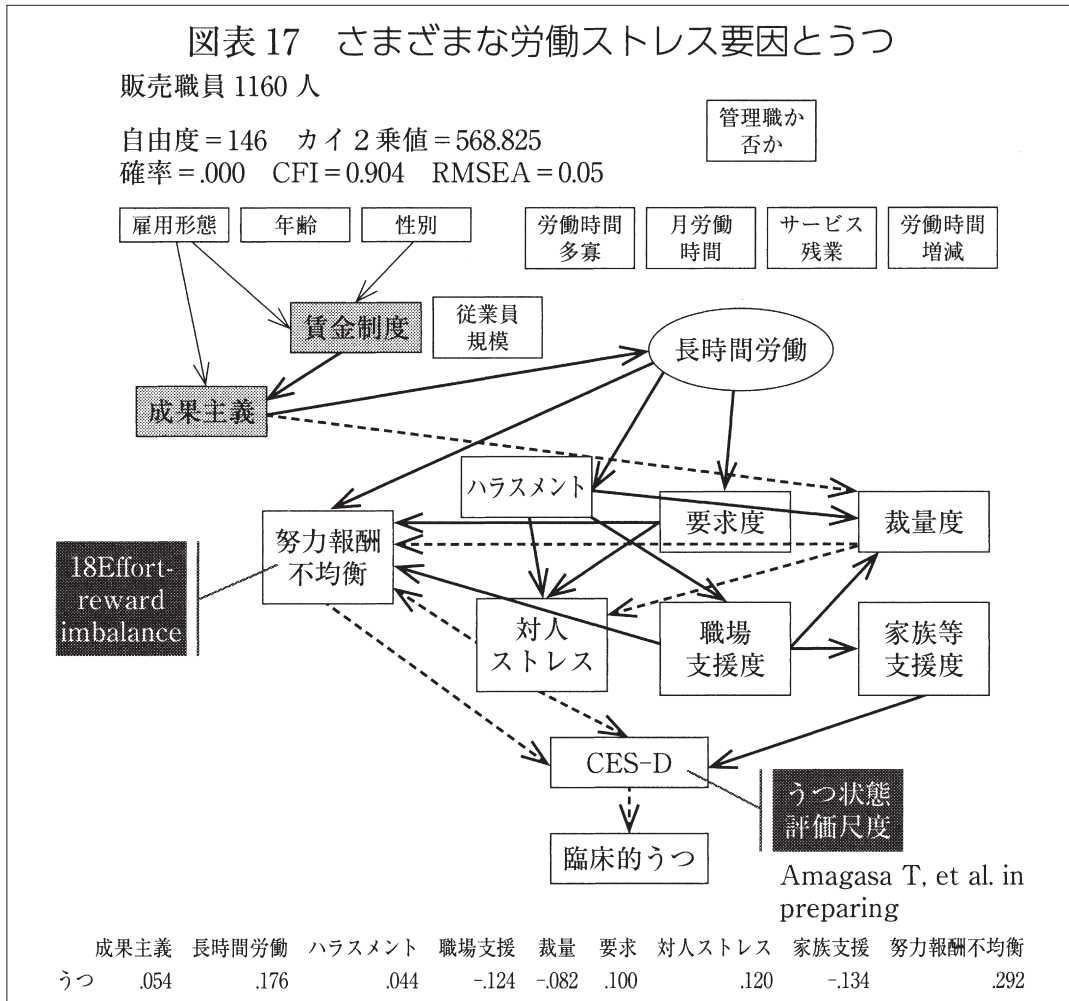 図表 17　さまざまな労働ストレス要因とうつ
販売職員 1160 人
管理職か
否か
自由度＝146　カイ 2 乗値＝568.825
確率＝.000　CFI＝0.904　RMSEA＝0.05
雇用形態
年齢
性別
労働時間
多寡
月労働
時間
サービス
残業
労働時間
増減
賃金制度
従業員
規模
長時間労働
成果主義
ハラスメント
要求度
裁量度
努力報酬
不均衡
18Effort-
reward
imbalance
対人
ストレス
職場
支援度
家族等
支援度
CES-D
うつ状態
評価尺度
臨床的うつ
Amagasa T, et al. in
preparing
成果主義　長時間労働　ハラスメント　職場支援　裁量　要求　対人ストレス　家族支援　努力報酬不均衡
うつ　.054　.176　.044　-.124　-.082　.100　.120　-.134　.292